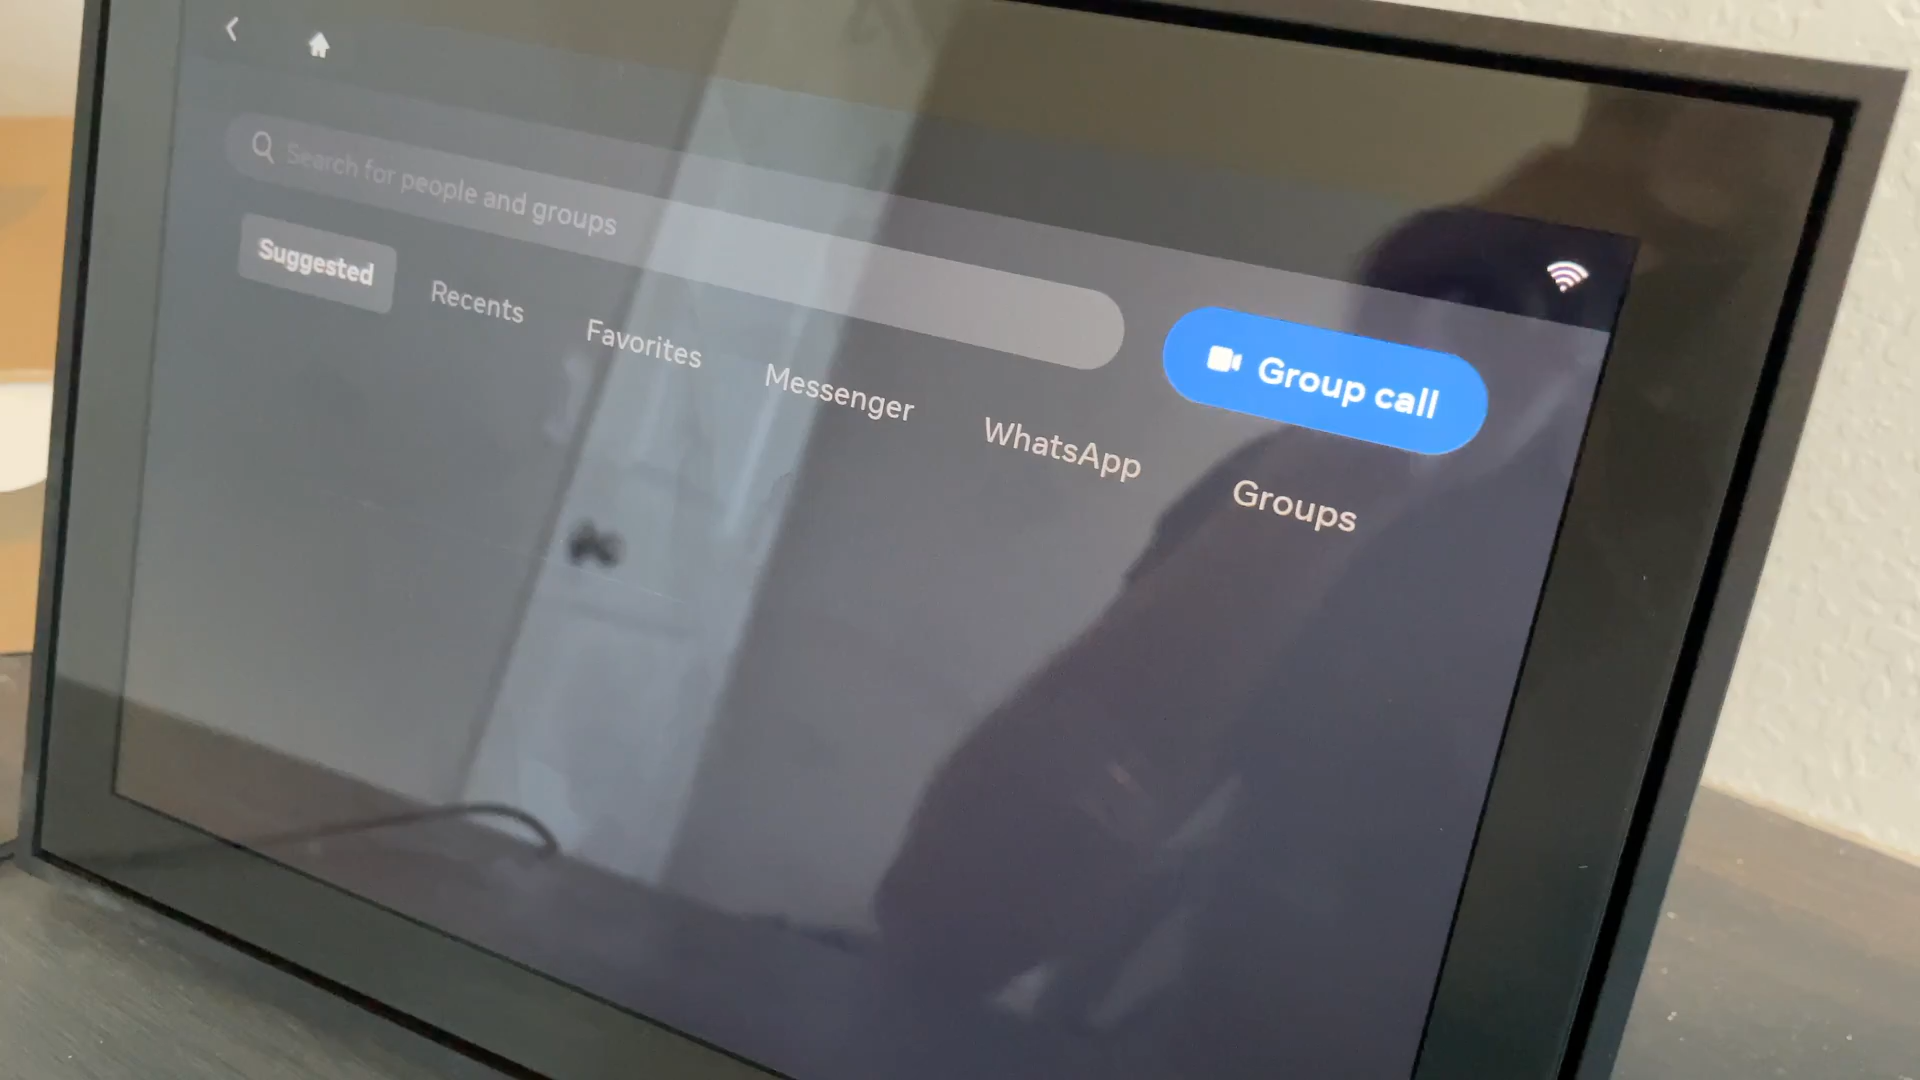 Search for people and groups
Group call
Suggested
Recents
Favorites
Messenger
WhatsApp
Groups